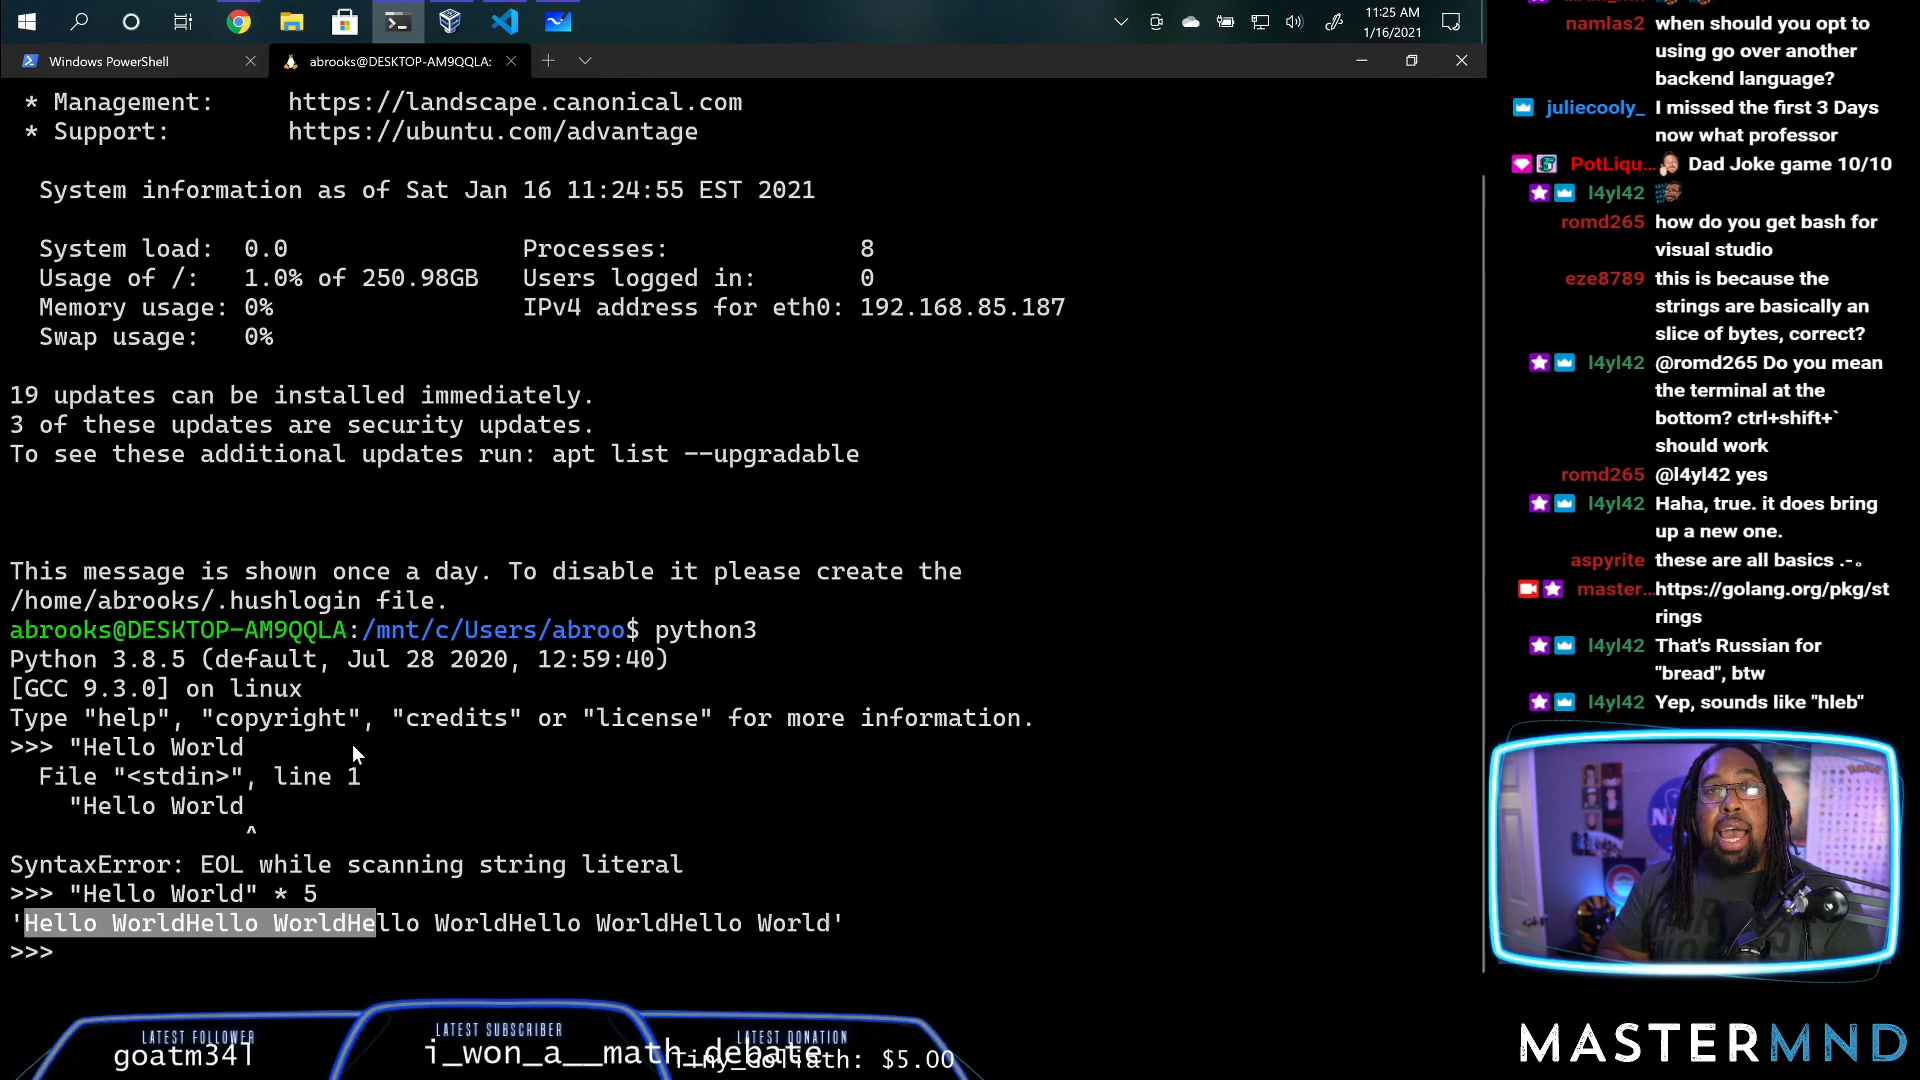 11:25 AM
1/16/2021
Windows PowerShell
abrooks@DESKTOP-AM9QQLA:
* Management: https://landscape.canonical.com
* Support: https://ubuntu.com/advantage
System information as of Sat Jan 16 11:24:55 EST 2021
System load: 0.0 Processes: 8
Usage of /: 1.0% of 250.98GB Users logged in: 0
Memory usage: 0% IPv4 address for eth0: 192.168.85.187
Swap usage: 0%
19 updates can be installed immediately.
3 of these updates are security updates.
To see these additional updates run: apt list --upgradable
This message is shown once a day. To disable it please create the
/home/abrooks/.hushlogin file.
abrooks@DESKTOP-AM9QQLA:/mnt/c/Users/abroo$ python3
Python 3.8.5 (default, Jul 28 2020, 12:59:40)
[GCC 9.3.0] on linux
Type "help", "copyright", "credits" or "license" for more information.
>>> "Hello World
File "<stdin>", line 1
"Hello World
^
SyntaxError: EOL while scanning string literal
>>> "Hello World" * 5
'Hello WorldHello WorldHello WorldHello WorldHello World'
>>>
namlas2 when should you opt to
using go over another
backend language?
juliecooly_ I missed the first 3 Days
now what professor
PotLiqu... Dad Joke game 10/10
l4yl42
romd265 how do you get bash for
visual studio
eze8789 this is because the
strings are basically an
slice of bytes, correct?
l4yl42 @romd265 Do you mean
the terminal at the
bottom? ctrl+shift+`
should work
romd265 @l4yl42 yes
l4yl42 Haha, true. it does bring
up a new one.
aspyrite these are all basics .-。
master... https://golang.org/pkg/st
rings
l4yl42 That's Russian for
"bread", btw
l4yl42 Yep, sounds like "hleb"
LATEST FOLLOWER
goatm341
LATEST SUBSCRIBER
i_won_a__math_debate
LATEST DONATION
Tiny_Goliath: $5.00
MASTERMND